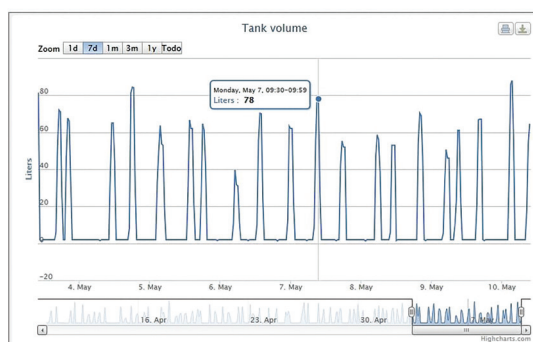 Tank volume
Zoom 1d 7d 1m 3m 1y Todo
Monday, May 7, 09:30-09:59
Liters : 78
80
60
40
20
0
−20
Liters
4. May 5. May 6. May 7. May 8. May 9. May 10. May
16. Apr 23. Apr 30. Apr 7. May
Highcharts.com